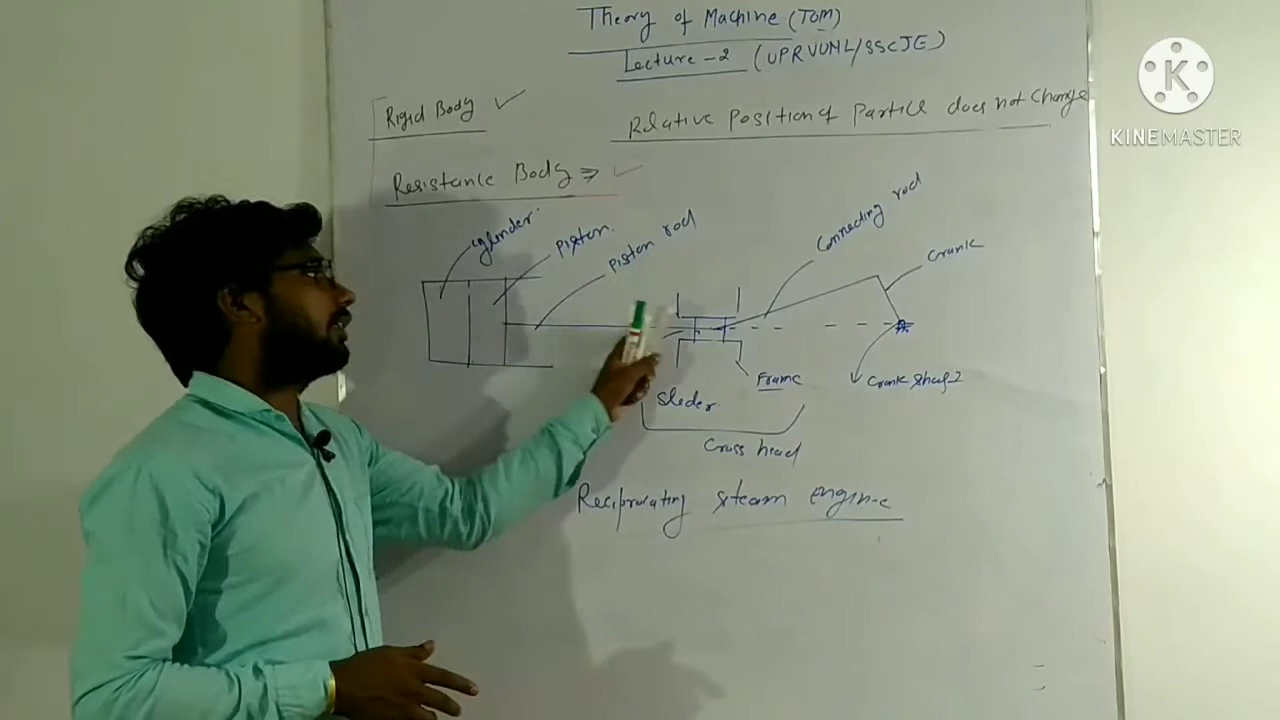 Theory of Machine (TOM)
Lecture-2 (UPRVUNL/SSCJE)
Rigid Body ✓
Relative Position of Particle does not change
Resistance Body ⇒ ✓
cylinder
Piston
Piston rod
Connecting rod
crank
Frame
Crank Shaft
Slider
Cross head
Reciprocating steam engine
K
KINEMASTER